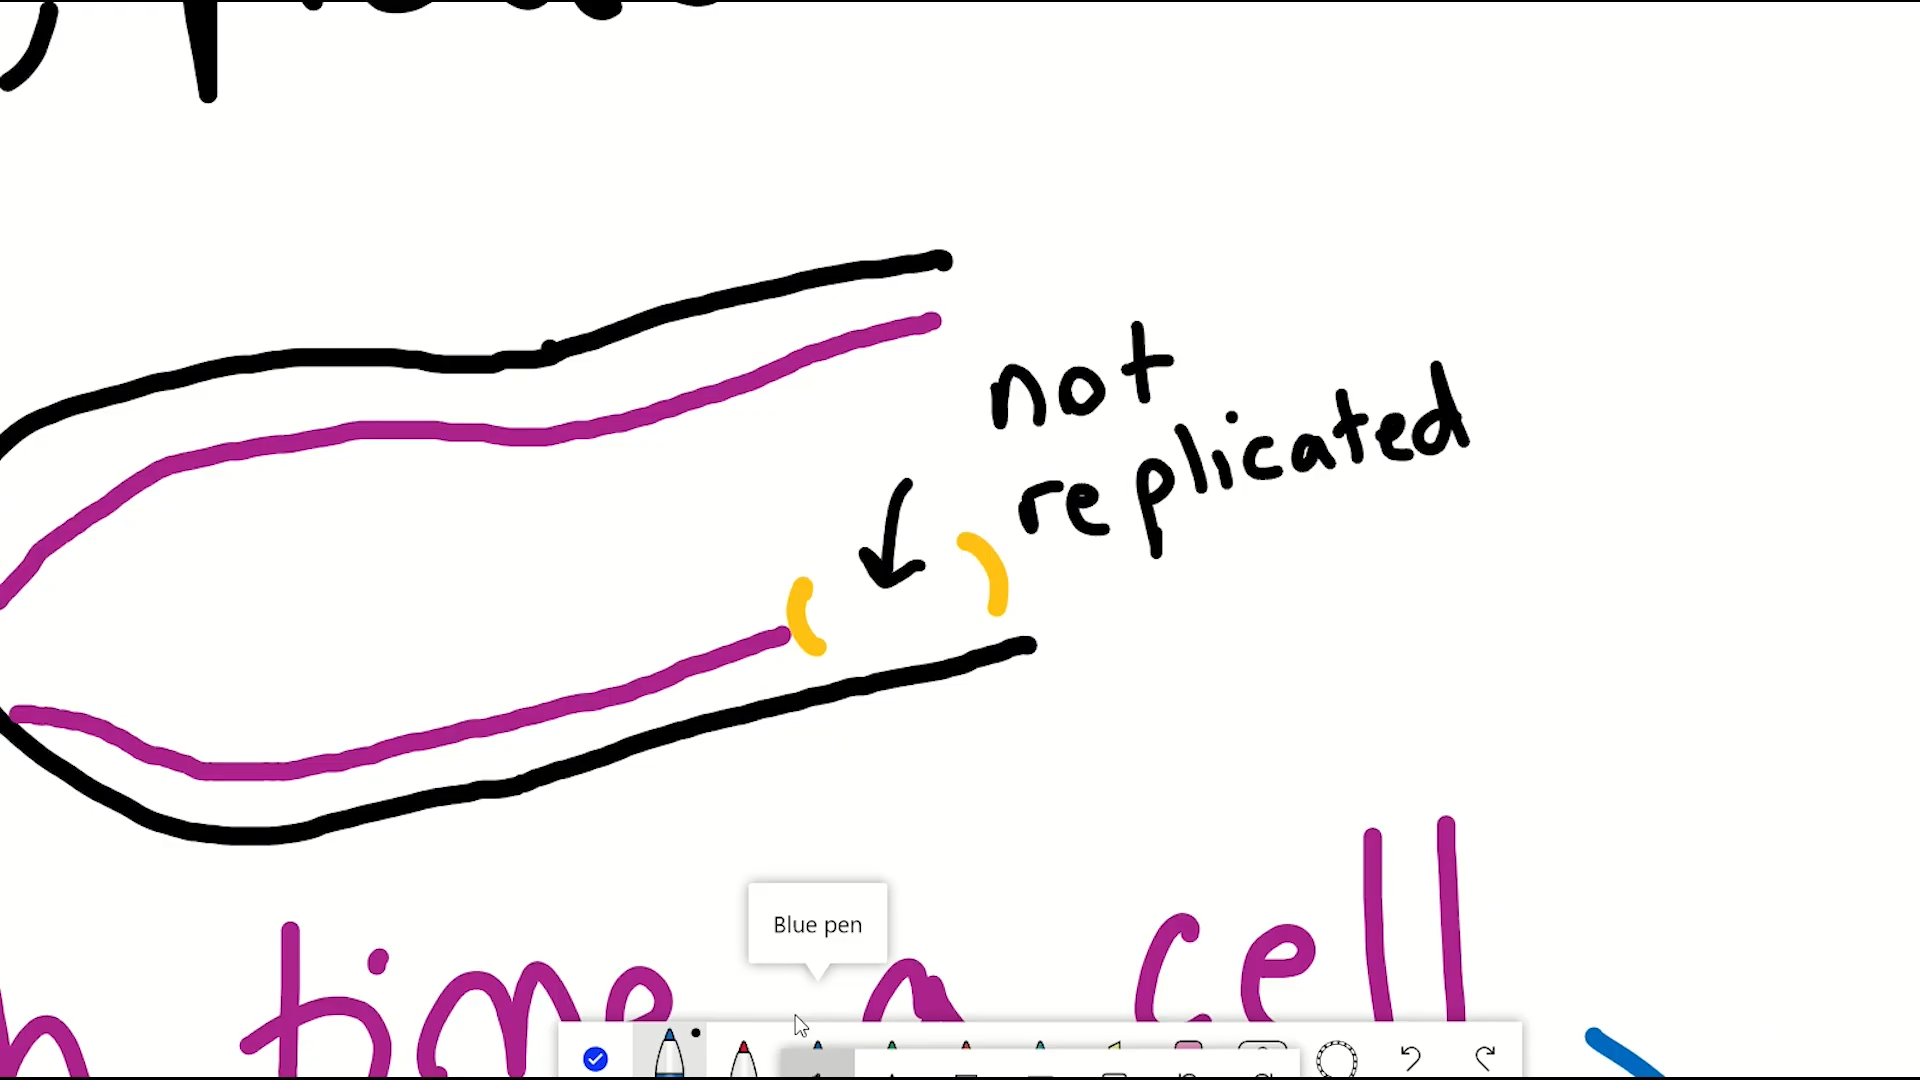 not
replicated
Blue pen
time a cell